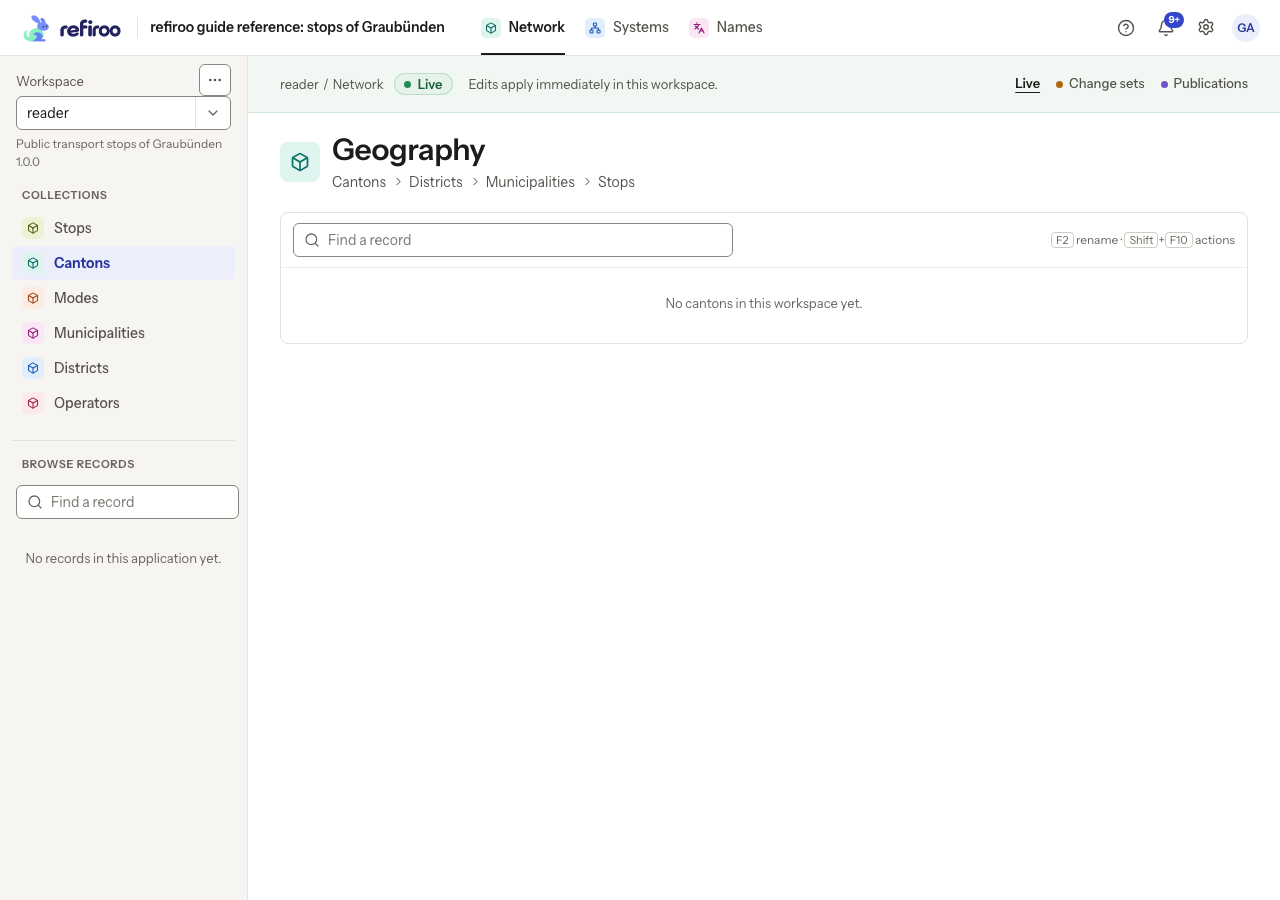 refiroo
refiroo guide reference: stops of Graubünden
Network
Systems
Names
9+
GA
Workspace
reader
Public transport stops of Graubünden
1.0.0
COLLECTIONS
Stops
Cantons
Modes
Municipalities
Districts
Operators
BROWSE RECORDS
Find a record
No records in this application yet.
reader / Network
Live
Edits apply immediately in this workspace.
Live
Change sets
Publications
Geography
Cantons > Districts > Municipalities > Stops
Find a record
F2 rename · Shift + F10 actions
No cantons in this workspace yet.